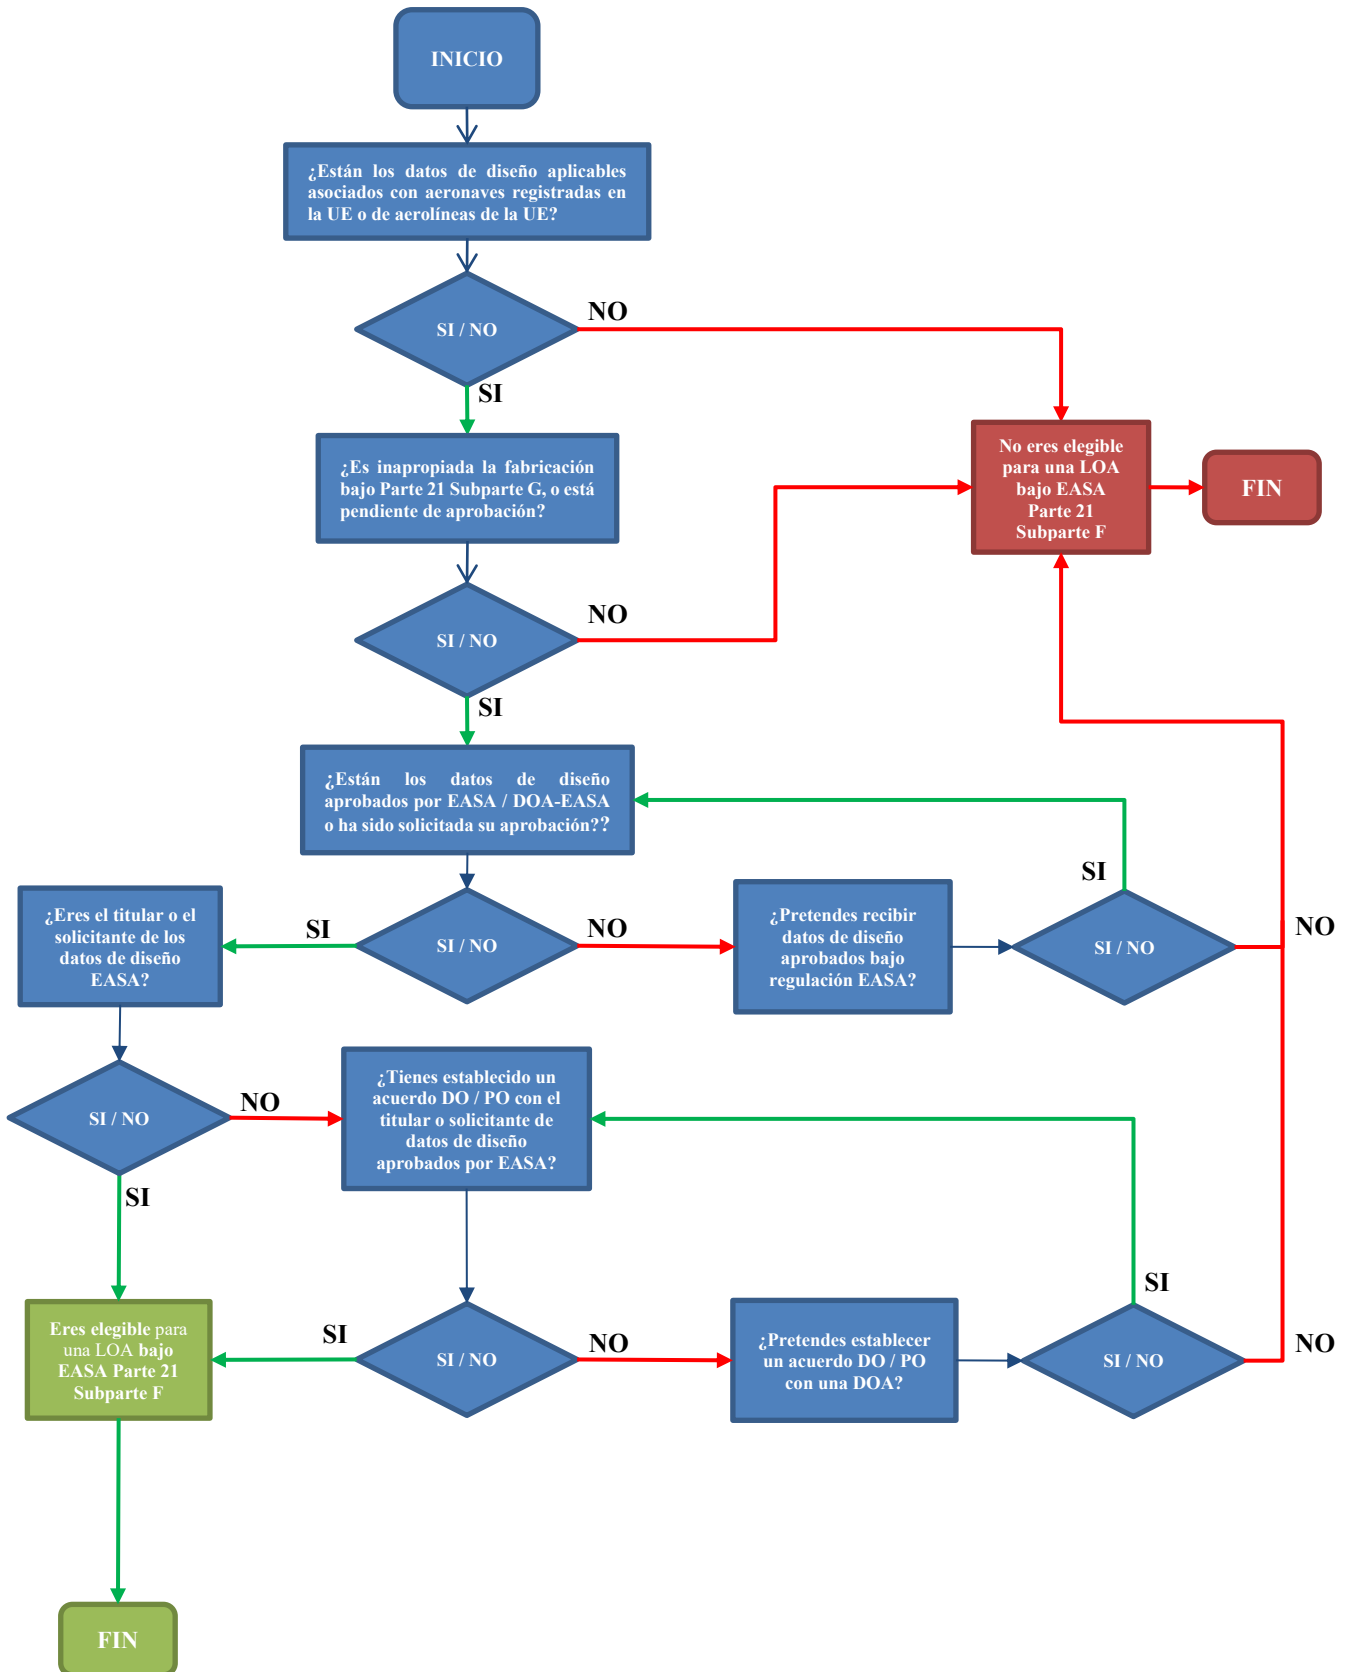 INICIO
¿Están los datos de diseño aplicables
asociados con aeronaves registradas en
la UE o de aerolíneas de la UE?
SI / NO
NO
SI
¿Es inapropiada la fabricación
bajo Parte 21 Subparte G, o está
pendiente de aprobación?
No eres elegible
para una LOA
bajo EASA
Parte 21
Subparte F
FIN
SI / NO
NO
SI
¿Están los datos de diseño
aprobados por EASA / DOA-EASA
o ha sido solicitada su aprobación??
¿Eres el titular o el
solicitante de los
datos de diseño
EASA?
SI
SI / NO
NO
¿Pretendes recibir
datos de diseño
aprobados bajo
regulación EASA?
SI
SI / NO
NO
SI / NO
NO
SI
¿Tienes establecido un
acuerdo DO / PO con el
titular o solicitante de
datos de diseño
aprobados por EASA?
Eres elegible para
una LOA bajo
EASA Parte 21
Subparte F
SI
SI / NO
NO
¿Pretendes establecer
un acuerdo DO / PO
con una DOA?
SI
SI / NO
NO
FIN